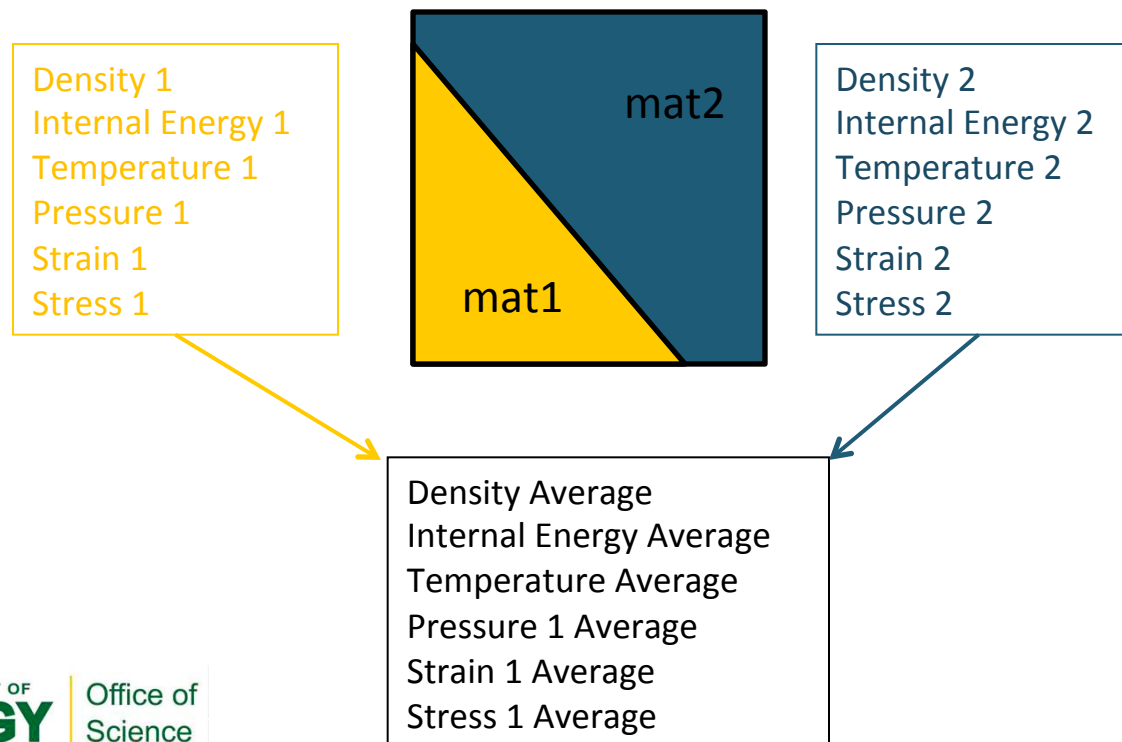 Density 1
Internal Energy 1
Temperature 1
Pressure 1
Strain 1
Stress 1
mat2
mat1
Density 2
Internal Energy 2
Temperature 2
Pressure 2
Strain 2
Stress 2
Density Average
Internal Energy Average
Temperature Average
Pressure 1 Average
Strain 1 Average
Stress 1 Average
OF
GY
Office of
Science